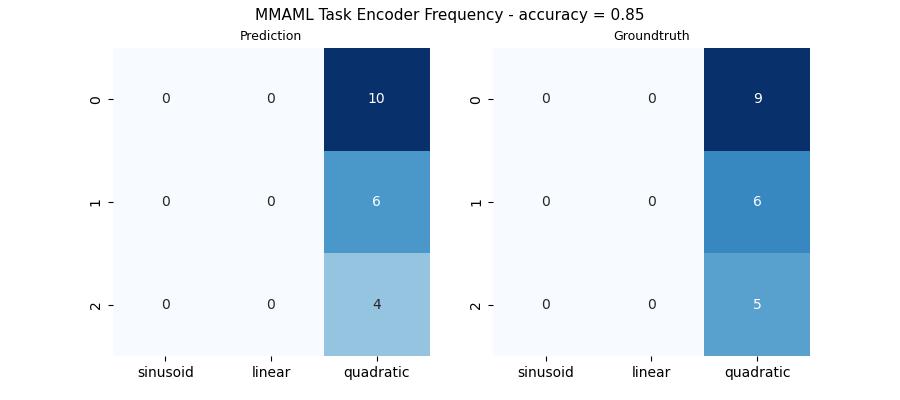 MMAML Task Encoder Frequency - accuracy = 0.85
Prediction
0 0 0 10
1 0 0 6
2 0 0 4
sinusoid linear quadratic
Groundtruth
0 0 0 9
1 0 0 6
2 0 0 5
sinusoid linear quadratic